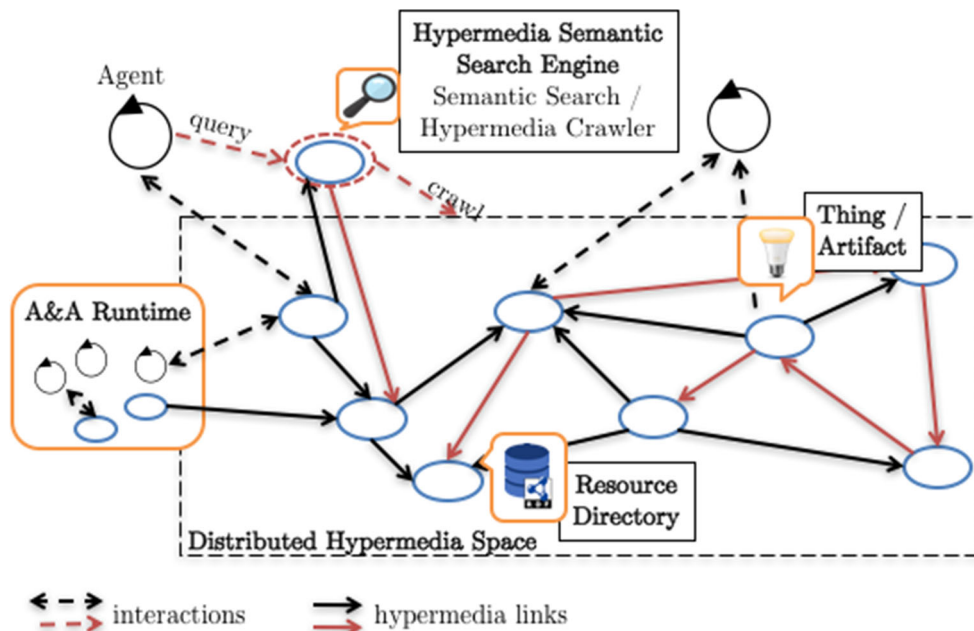 Hypermedia Semantic
Search Engine
Semantic Search /
Hypermedia Crawler
Agent
query
crawl
Thing /
Artifact
A&A Runtime
RDF
Resource
Directory
Distributed Hypermedia Space
interactions
hypermedia links